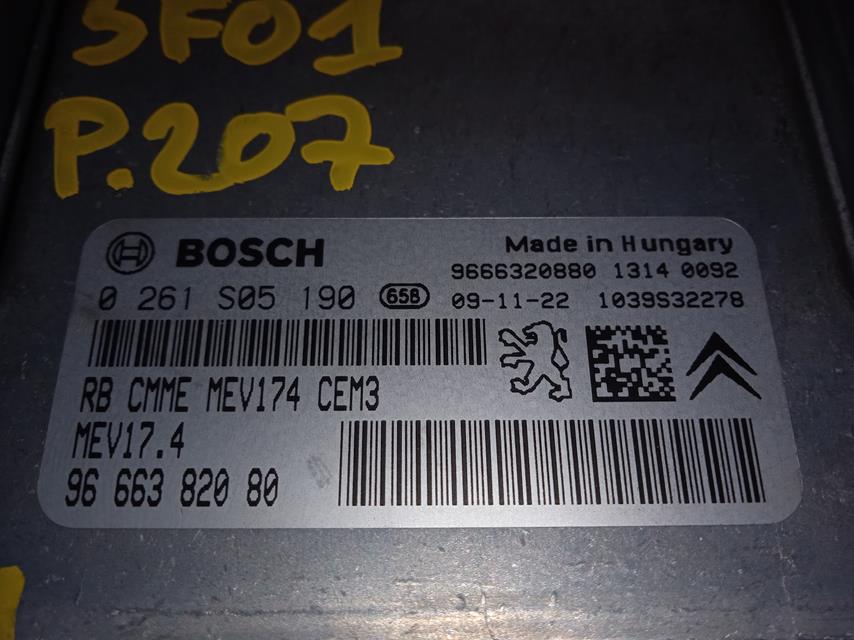 SF01
P.207
BOSCH
Made in Hungary
9666320880 1314 0092
0 261 S05 190 658 09-11-22 1039S32278
RB CMME MEV174 CEM3
MEV17.4
96 663 820 80